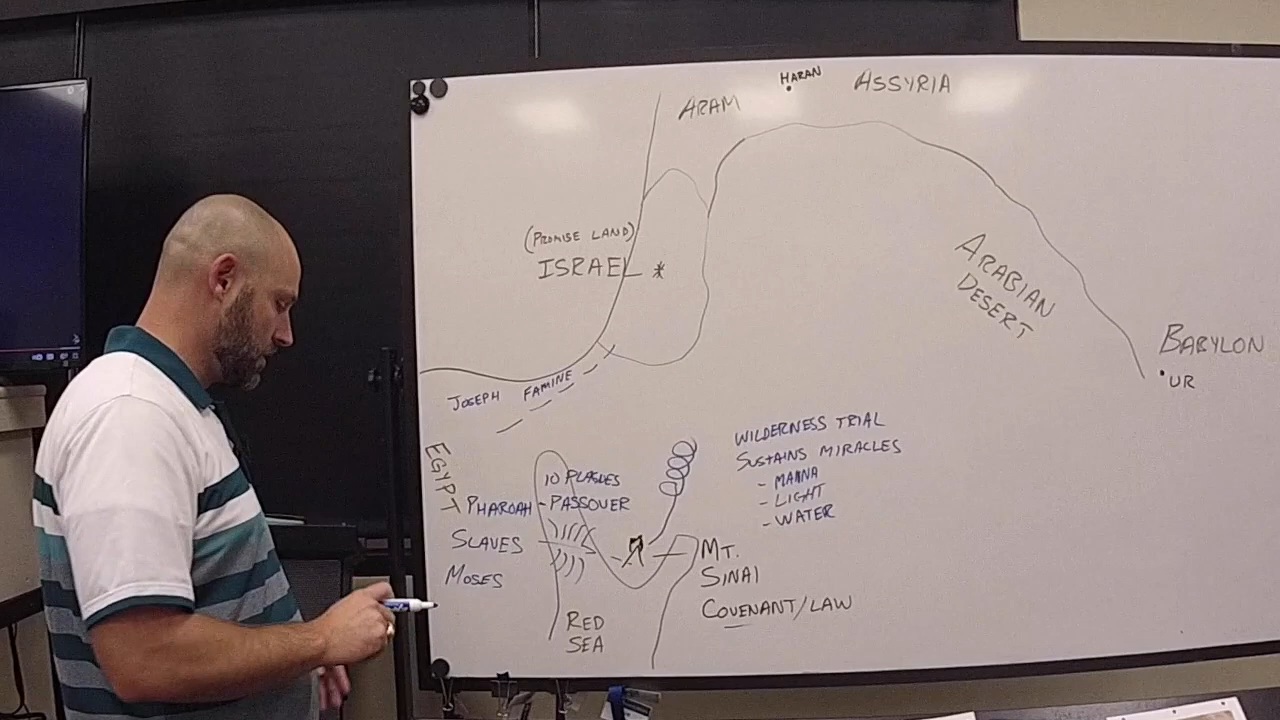 HARAN
ASSYRIA
ARAM
(PROMISE LAND)
ISRAEL
ARABIAN
DESERT
BABYLON
UR
JOSEPH FAMINE
EGYPT
10 PLAGUES
PHAROAH - PASSOVER
SLAVES
MOSES
RED
SEA
WILDERNESS TRIAL
SUSTAINS MIRACLES
- MANNA
- LIGHT
- WATER
MT.
SINAI
COVENANT/LAW